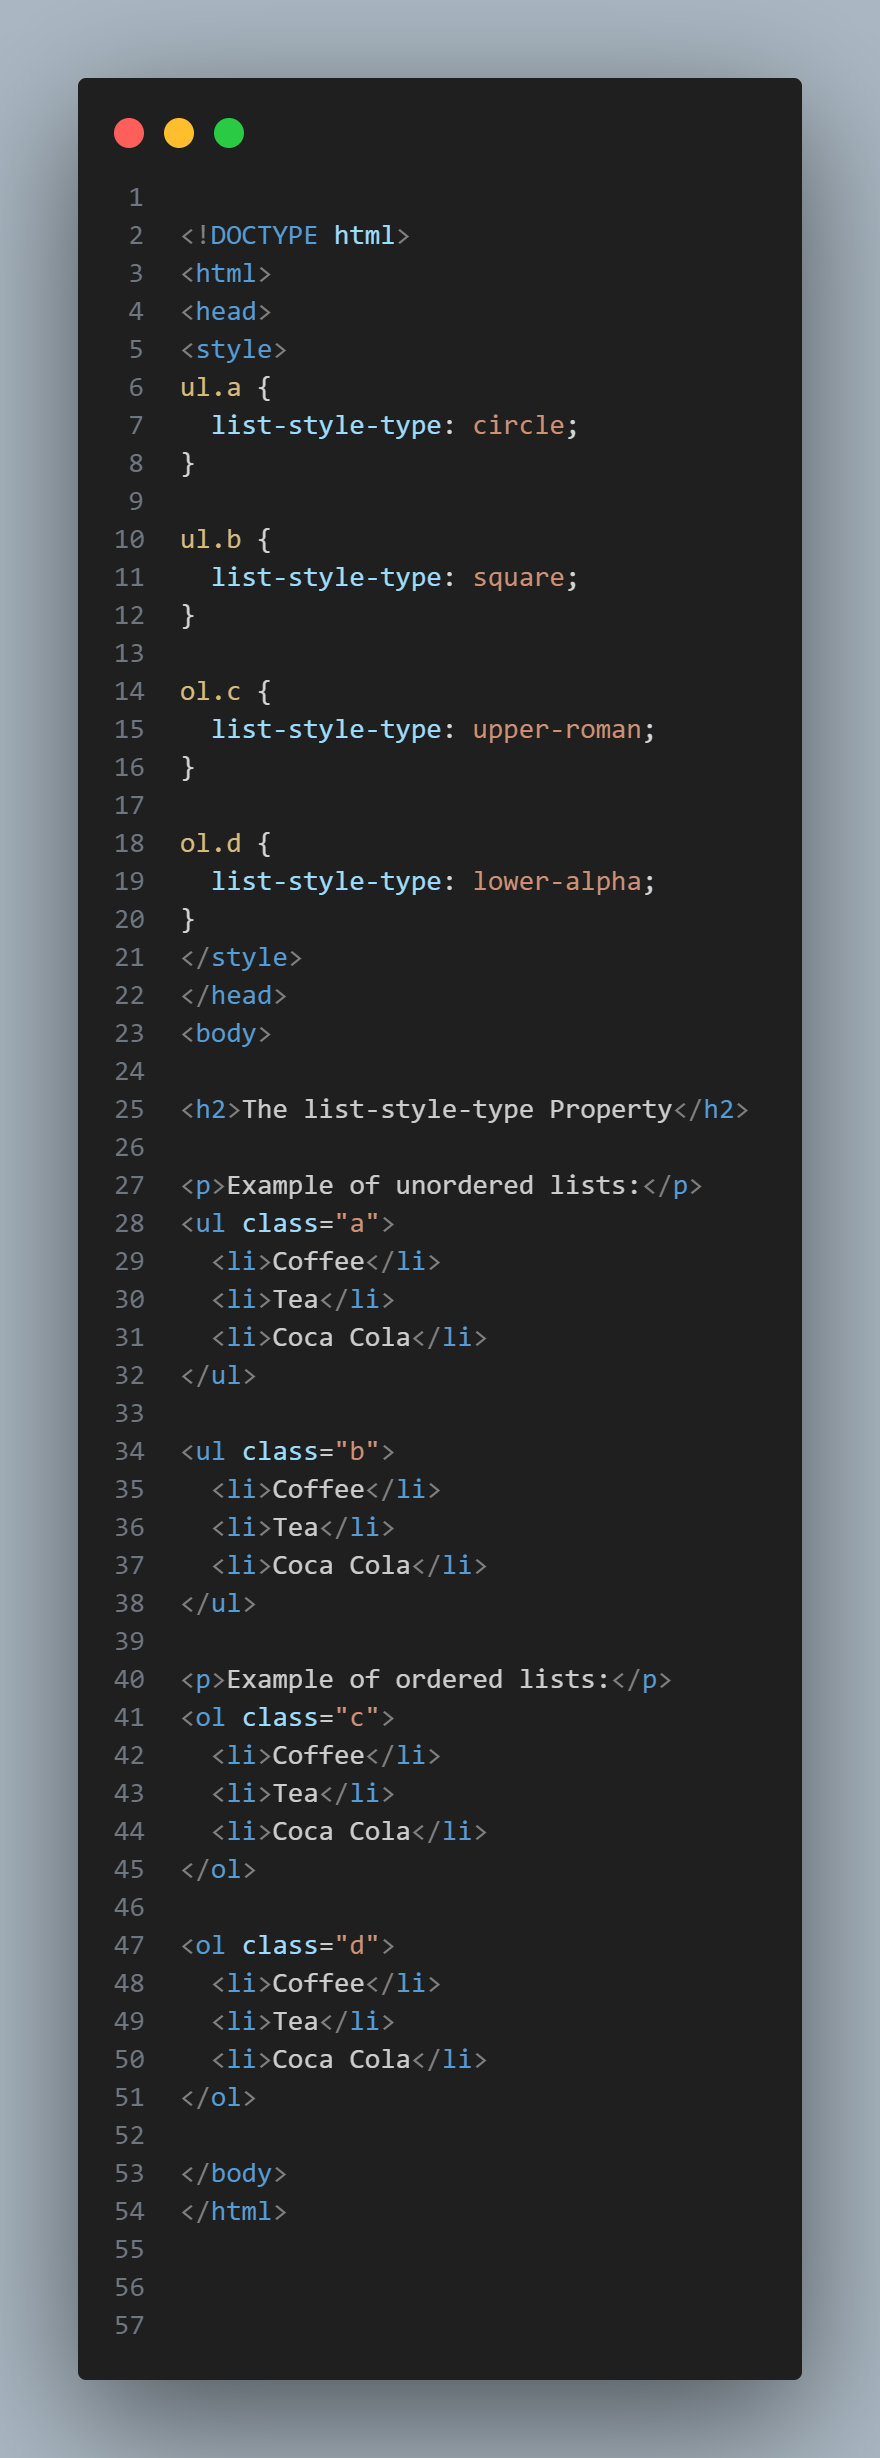 1
2 <!DOCTYPE html>
3 <html>
4 <head>
5 <style>
6 ul.a {
7   list-style-type: circle;
8 }
9
10 ul.b {
11   list-style-type: square;
12 }
13
14 ol.c {
15   list-style-type: upper-roman;
16 }
17
18 ol.d {
19   list-style-type: lower-alpha;
20 }
21 </style>
22 </head>
23 <body>
24
25 <h2>The list-style-type Property</h2>
26
27 <p>Example of unordered lists:</p>
28 <ul class="a">
29   <li>Coffee</li>
30   <li>Tea</li>
31   <li>Coca Cola</li>
32 </ul>
33
34 <ul class="b">
35   <li>Coffee</li>
36   <li>Tea</li>
37   <li>Coca Cola</li>
38 </ul>
39
40 <p>Example of ordered lists:</p>
41 <ol class="c">
42   <li>Coffee</li>
43   <li>Tea</li>
44   <li>Coca Cola</li>
45 </ol>
46
47 <ol class="d">
48   <li>Coffee</li>
49   <li>Tea</li>
50   <li>Coca Cola</li>
51 </ol>
52
53 </body>
54 </html>
55
56
57